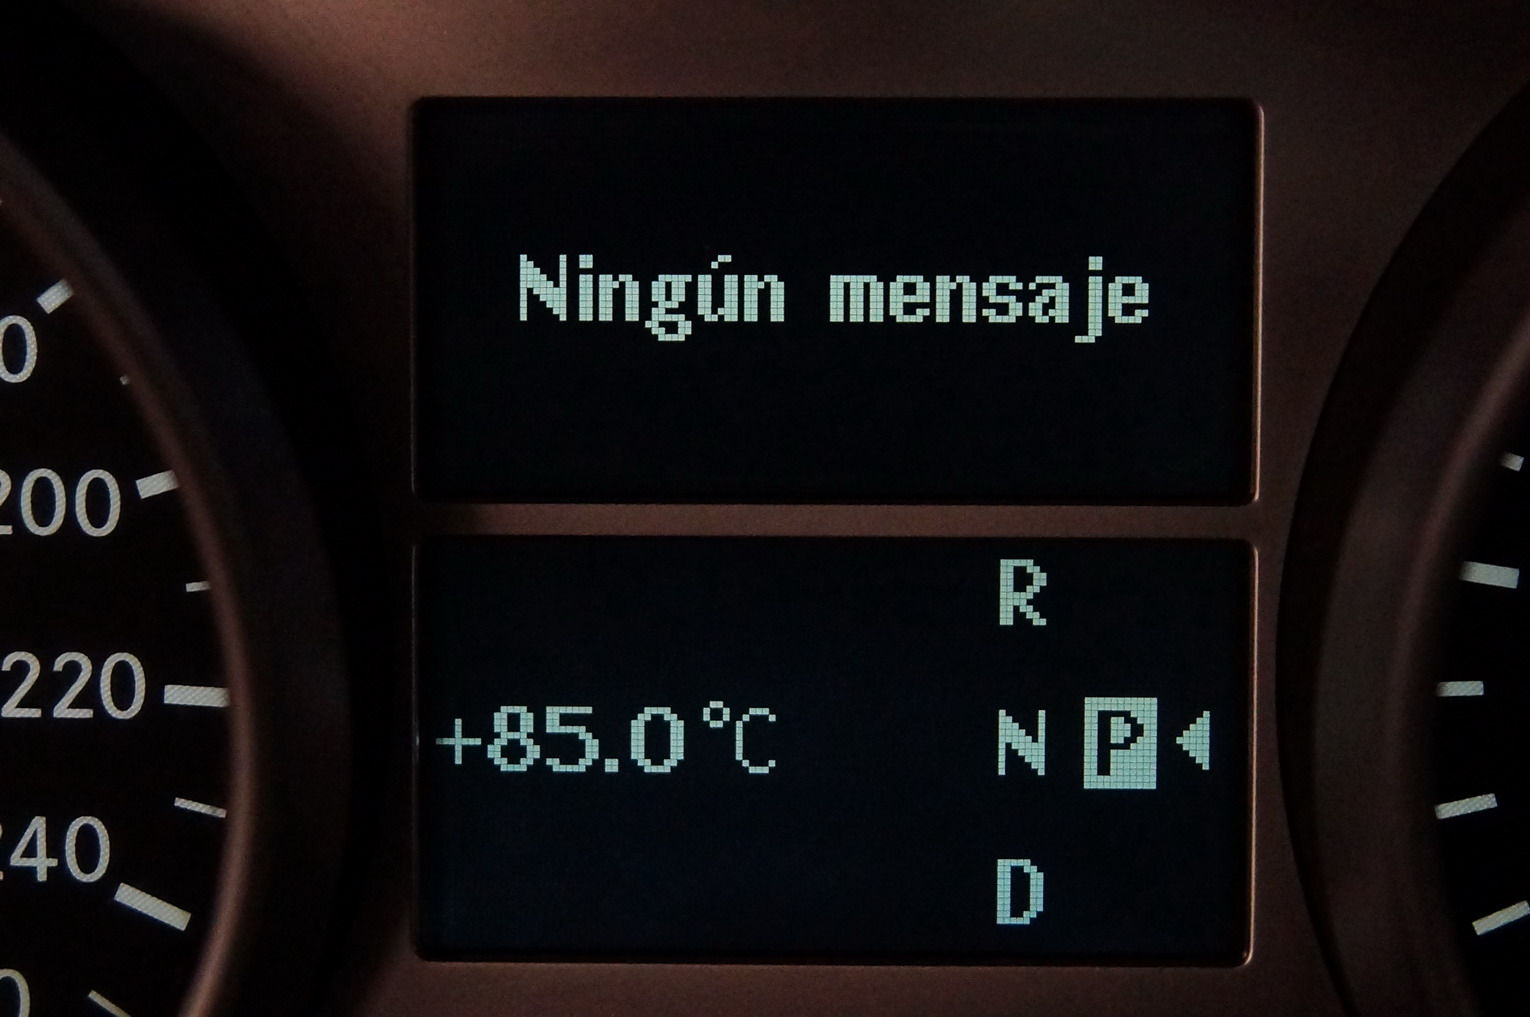 Ningún mensaje
R
+85.0°C N P
D
200
220
240